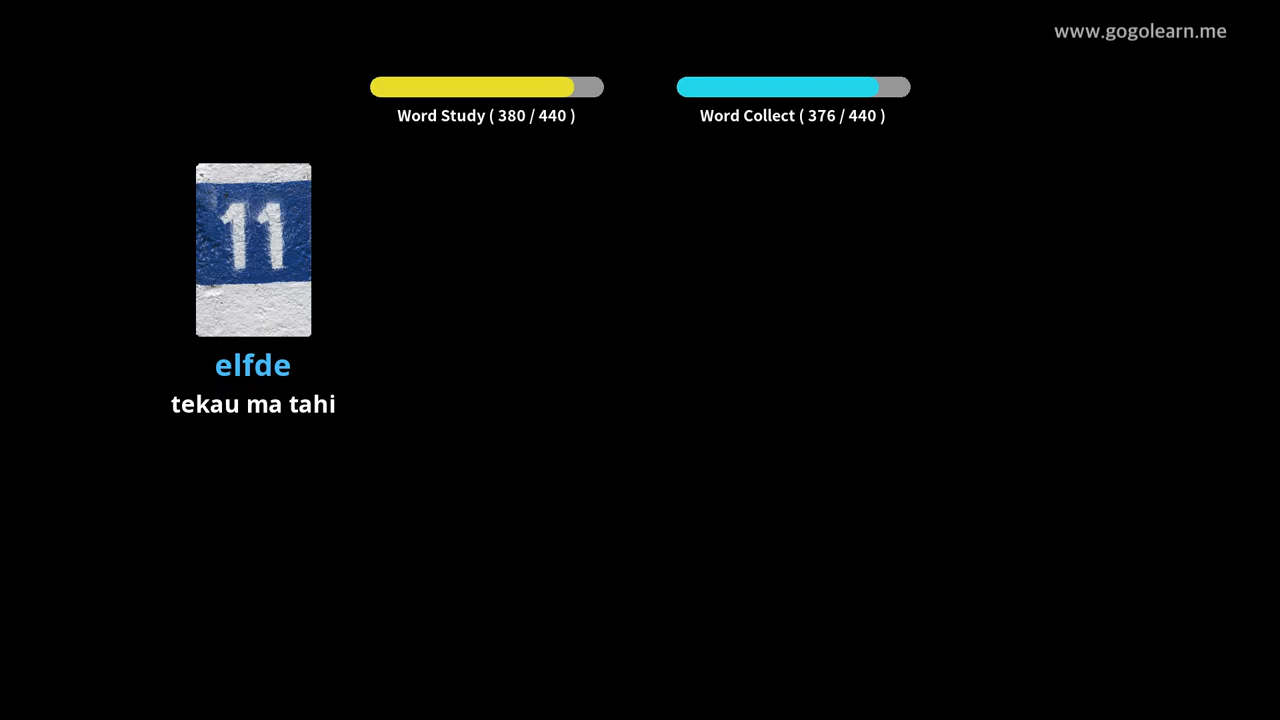 www.gogolearn.me
Word Study ( 380 / 440 )
Word Collect ( 376 / 440 )
11
elfde
tekau ma tahi